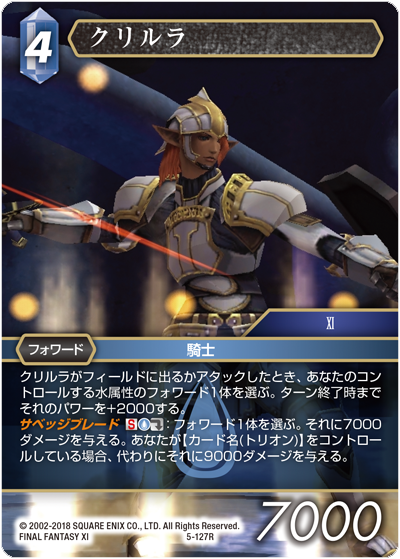 4
クリルラ
XI
フォワード
騎士
クリルラがフィールドに出るかアタックしたとき、あなたのコント
ロールする水属性のフォワード1体を選ぶ。ターン終了時まで
それのパワーを+2000する。
サベッジブレード S : フォワード1体を選ぶ。それに7000
ダメージを与える。あなたが【カード名(トリオン)】をコントロー
ルしている場合、代わりにそれに9000ダメージを与える。
© 2002-2018 SQUARE ENIX CO., LTD. All Rights Reserved.
FINAL FANTASY XI
5-127R
7000